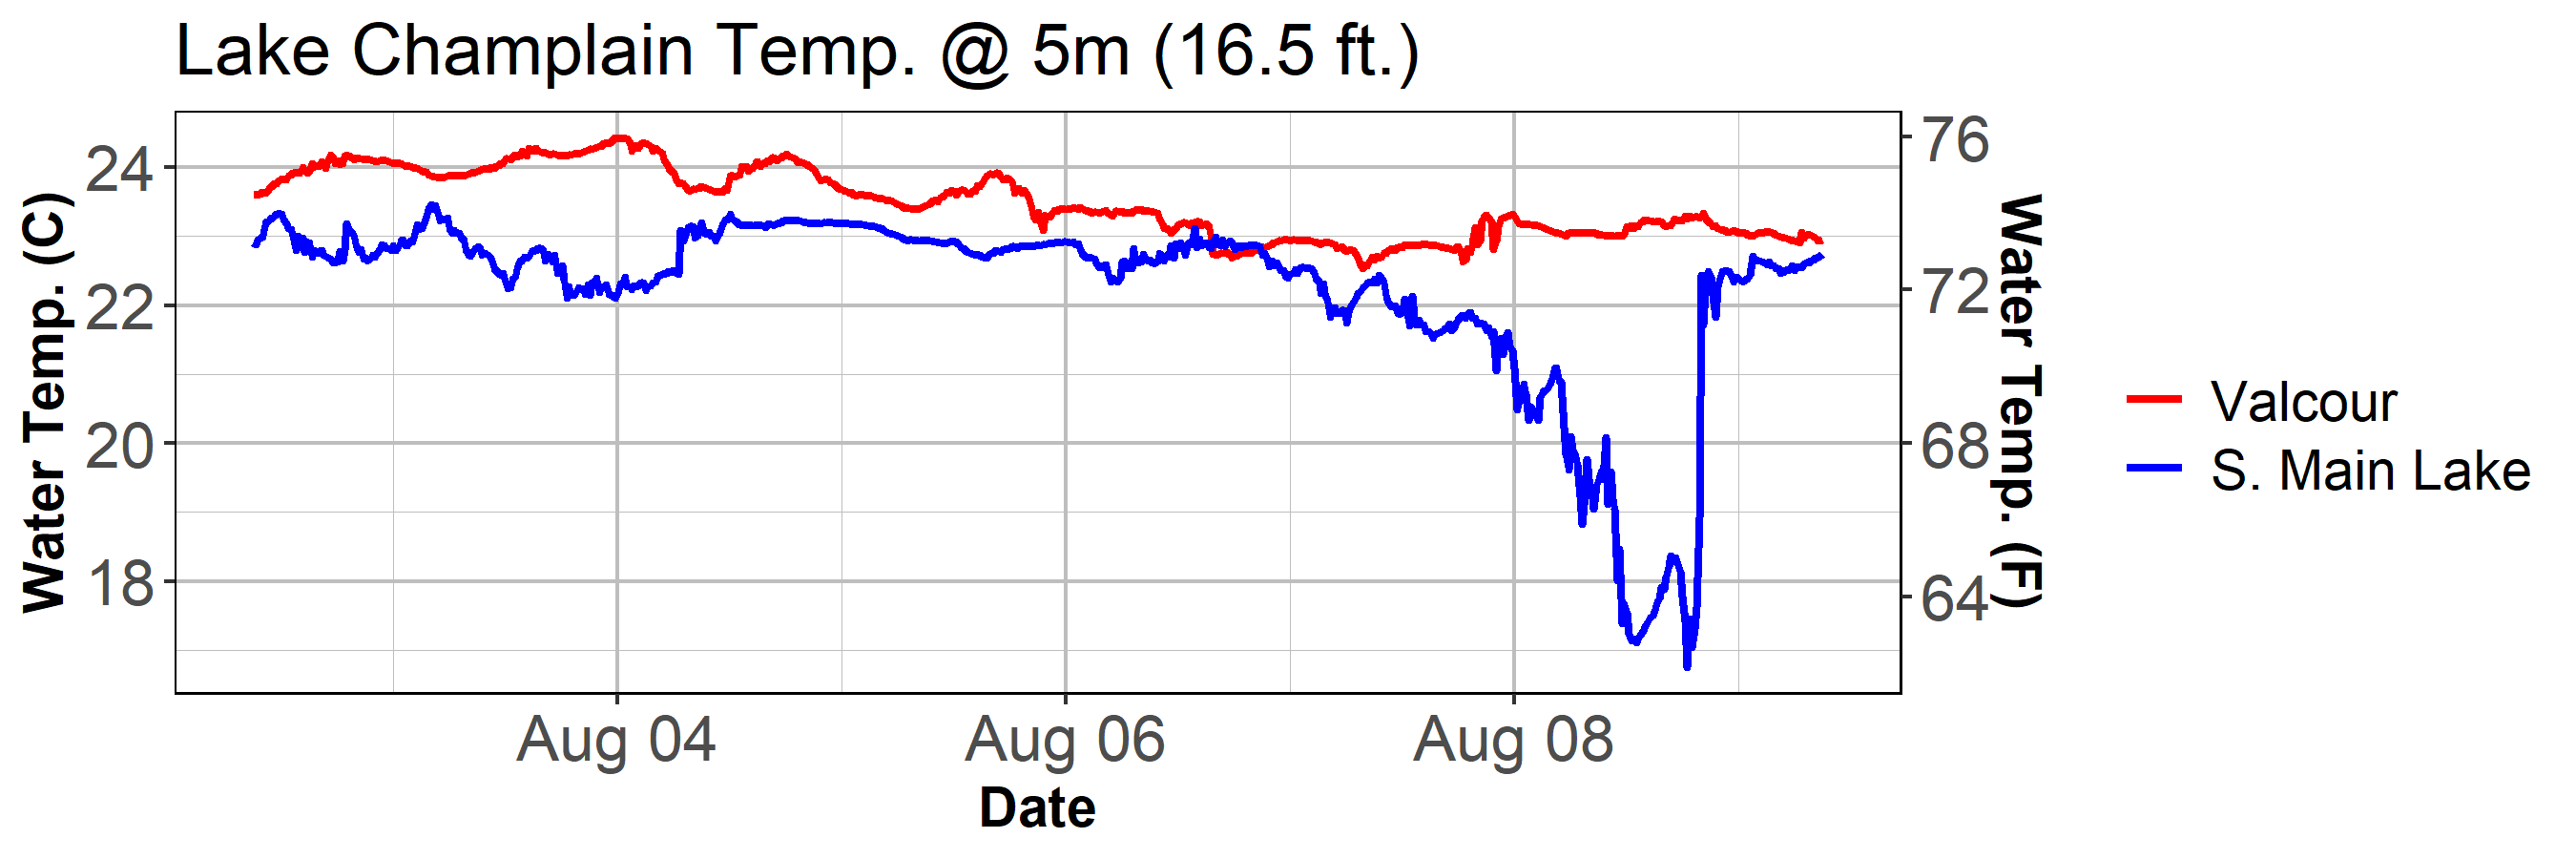 Lake Champlain Temp. @ 5m (16.5 ft.)
Water Temp. (C)
24
22
20
18
76
72
68
64
Water Temp. (F)
Aug 04
Aug 06
Aug 08
Date
Valcour
S. Main Lake